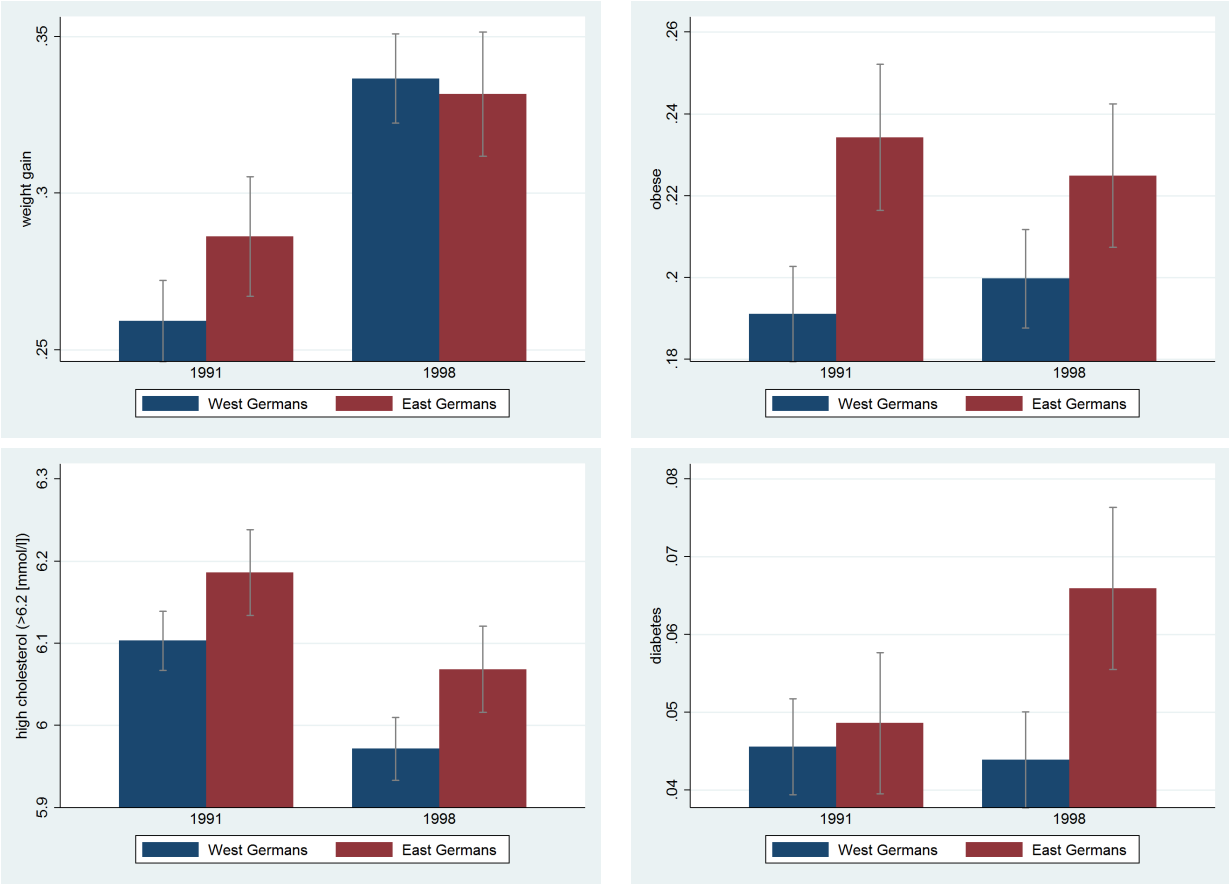 weight gain
.35
.3
.25
1991 1998
West Germans East Germans
obese
.26
.24
.22
.2
.18
1991 1998
West Germans East Germans
high cholesterol (>6.2 [mmol/l])
6.3
6.2
6.1
6
5.9
1991 1998
West Germans East Germans
diabetes
.08
.07
.06
.05
.04
1991 1998
West Germans East Germans